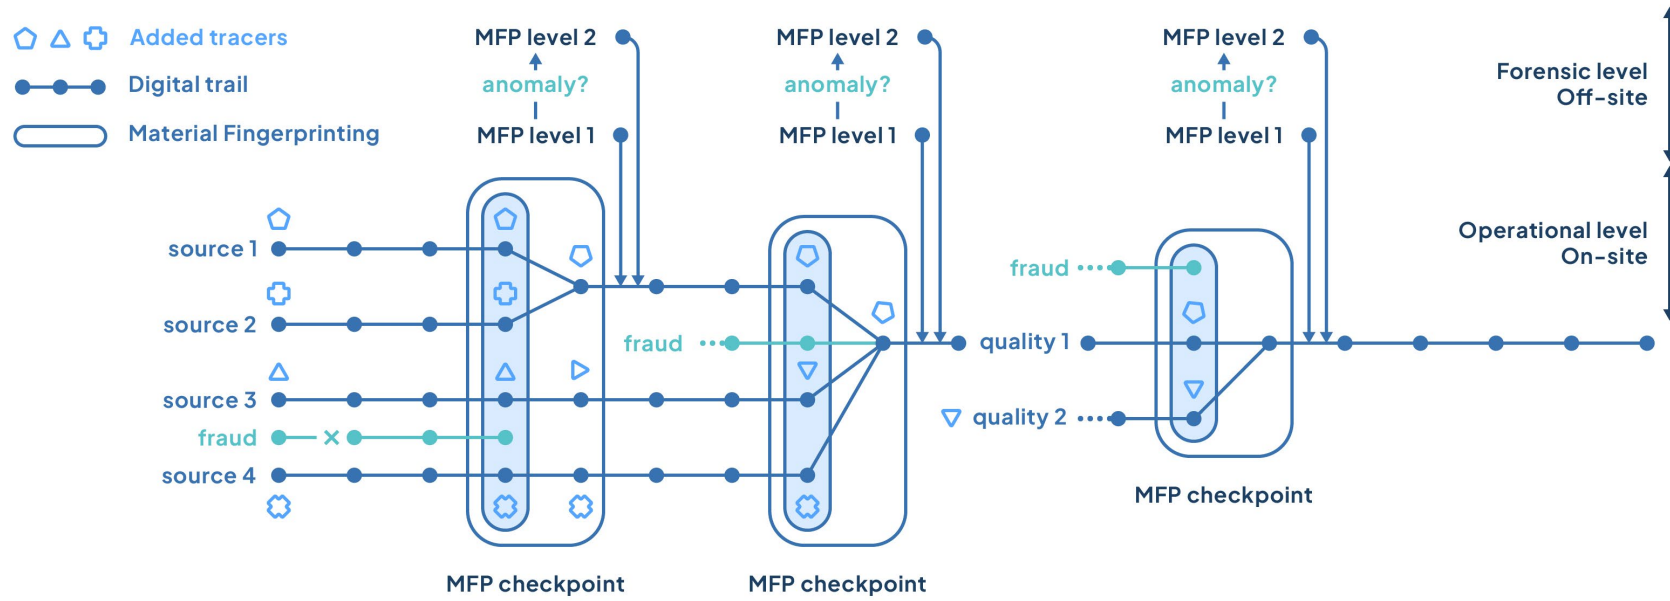 Added tracers
Digital trail
Material Fingerprinting
MFP level 2
anomaly?
MFP level 1
MFP level 2
anomaly?
MFP level 1
MFP level 2
anomaly?
MFP level 1
Forensic level
Off-site
Operational level
On-site
source 1
source 2
source 3
fraud
source 4
fraud
fraud
quality 1
quality 2
MFP checkpoint
MFP checkpoint
MFP checkpoint